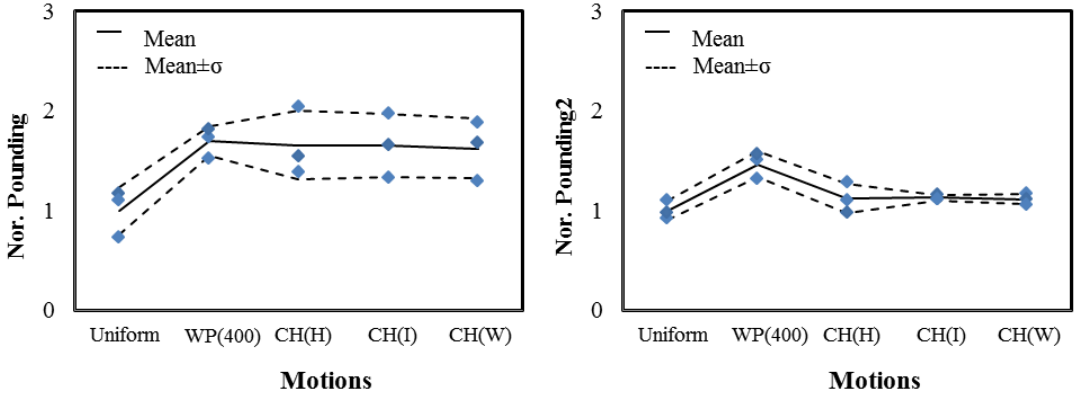 3
Mean
Mean±σ
2
1
0
Nor. Pounding
Uniform WP(400) CH(H) CH(I) CH(W)
Motions
3
Mean
Mean±σ
2
1
0
Nor. Pounding2
Uniform WP(400) CH(H) CH(I) CH(W)
Motions